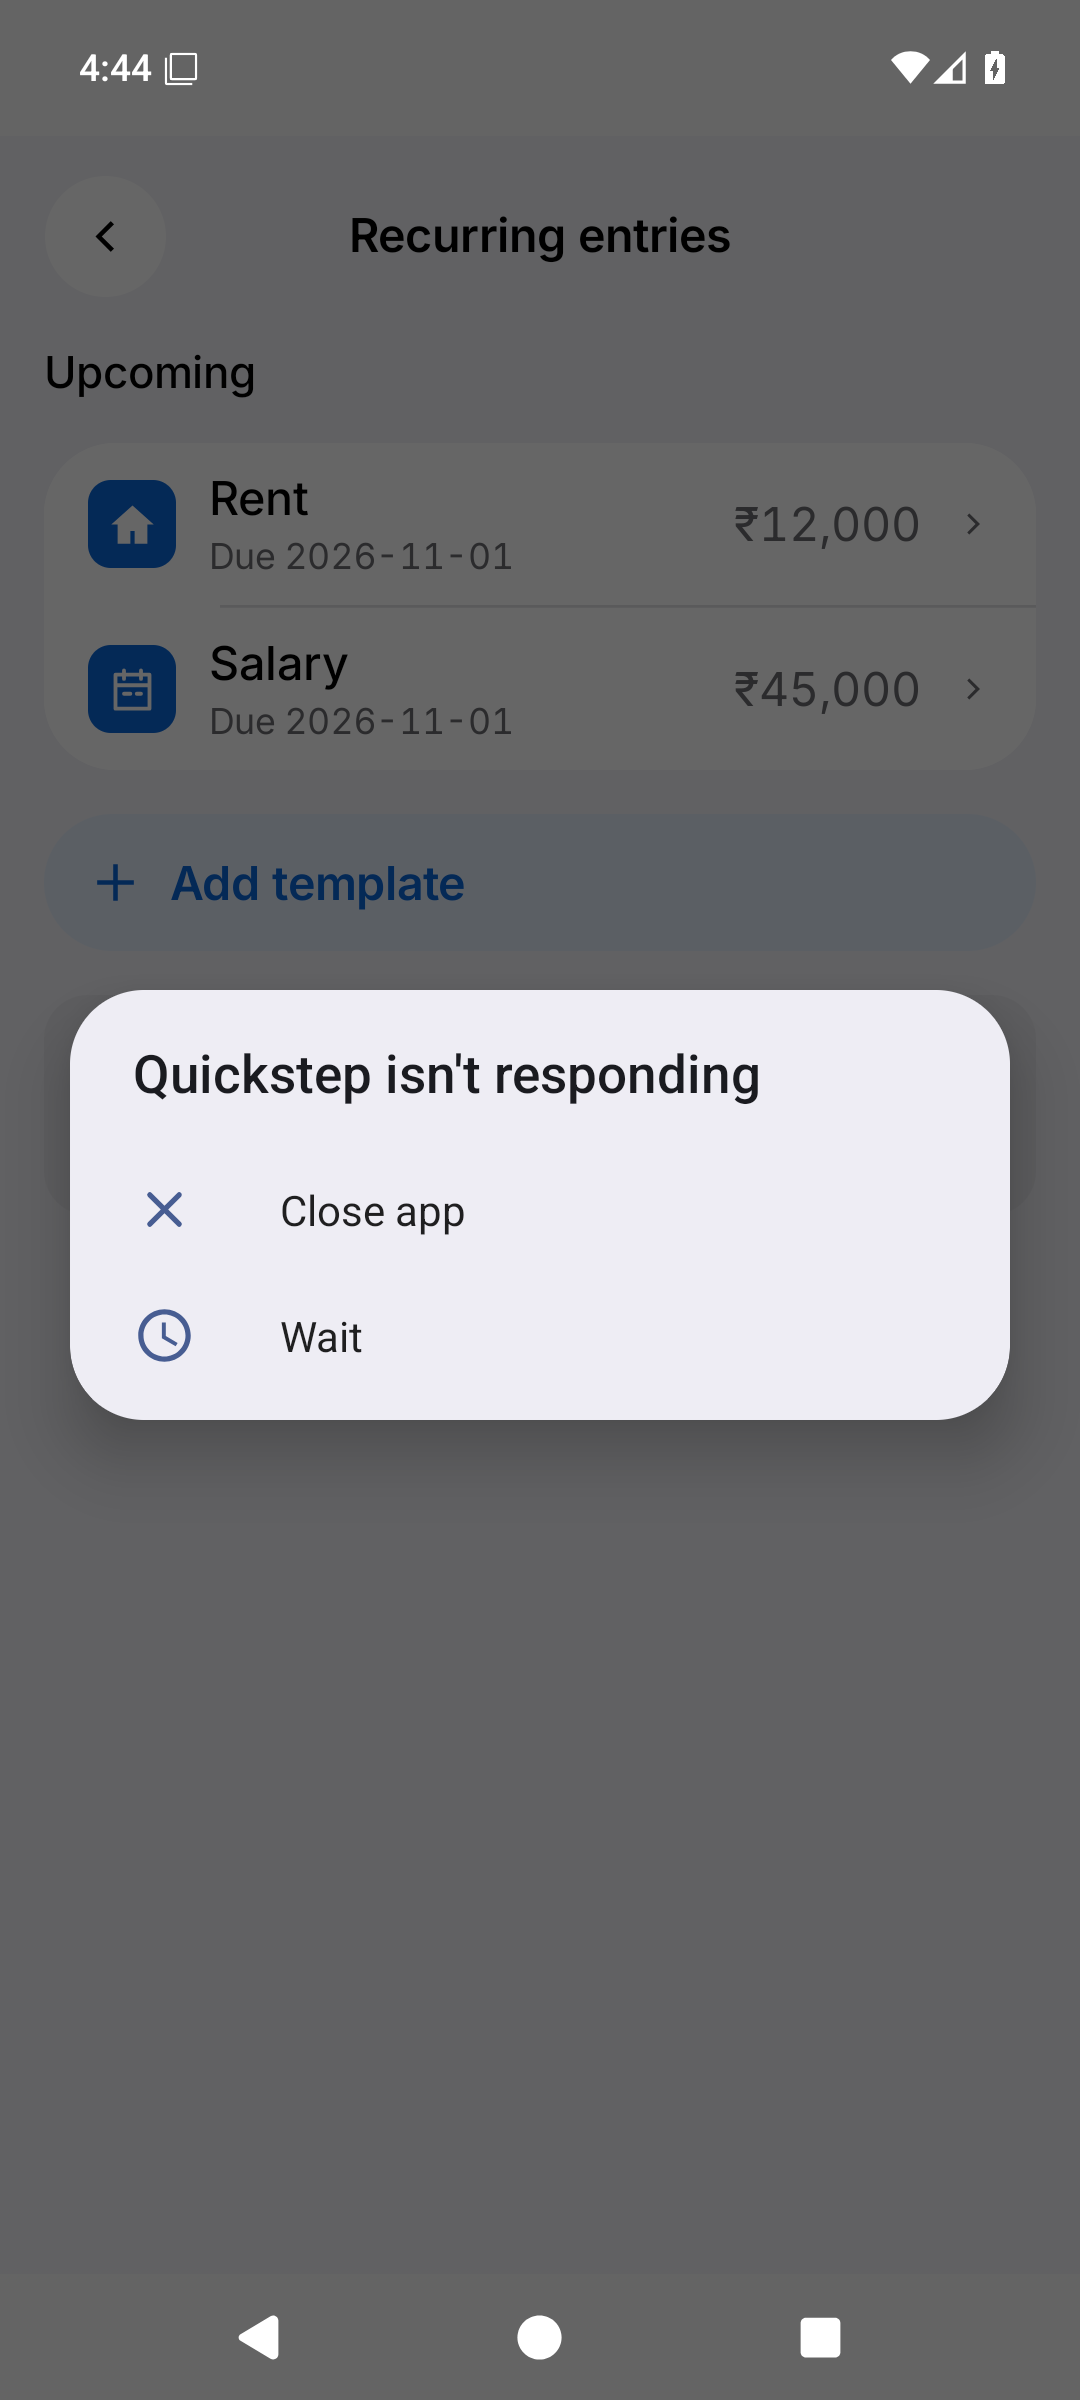 4:44
Recurring entries
Upcoming
Rent
Due 2026-11-01
₹12,000
Salary
Due 2026-11-01
₹45,000
Add template
Quickstep isn't responding
Close app
Wait